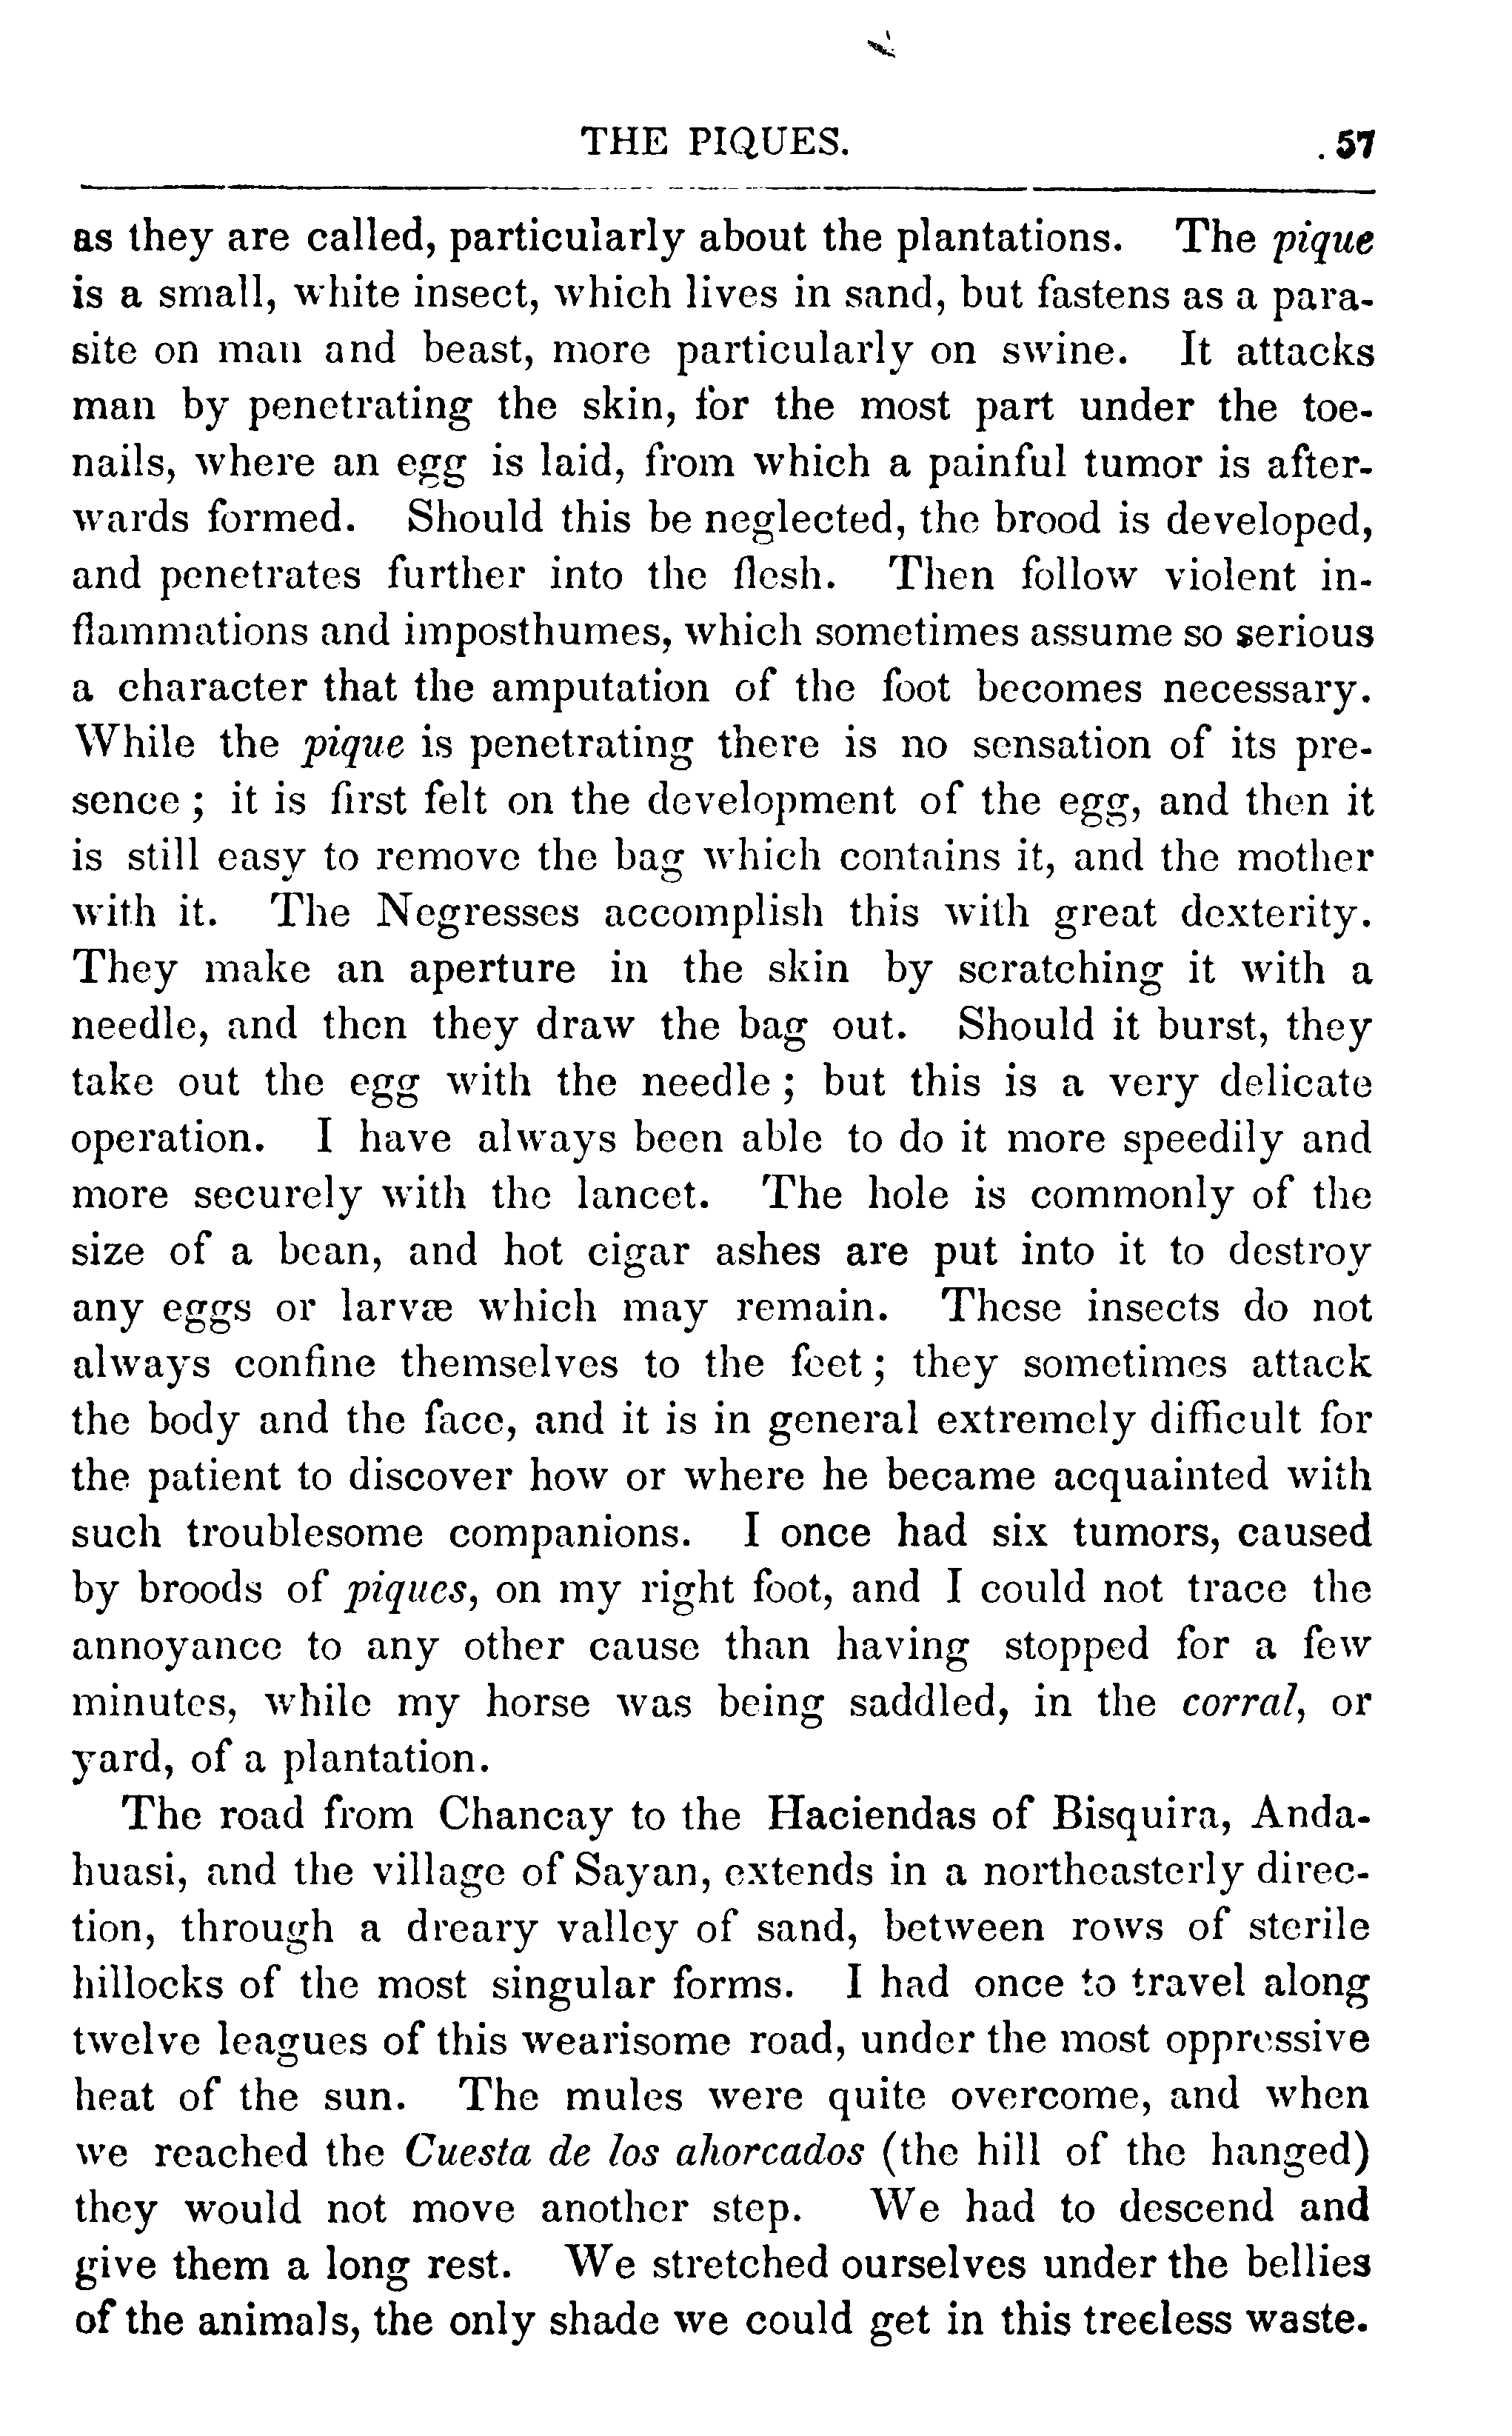 THE PIQUES. 57
as they are called, particularly about the plantations. The pique
is a small, white insect, which lives in sand, but fastens as a para-
site on man and beast, more particularly on swine. It attacks
man by penetrating the skin, for the most part under the toe-
nails, where an egg is laid, from which a painful tumor is after-
wards formed. Should this be neglected, the brood is developed,
and penetrates further into the flesh. Then follow violent in-
flammations and imposthumes, which sometimes assume so serious
a character that the amputation of the foot becomes necessary.
While the pique is penetrating there is no sensation of its pre-
sence ; it is first felt on the development of the egg, and then it
is still easy to remove the bag which contains it, and the mother
with it. The Negresses accomplish this with great dexterity.
They make an aperture in the skin by scratching it with a
needle, and then they draw the bag out. Should it burst, they
take out the egg with the needle ; but this is a very delicate
operation. I have always been able to do it more speedily and
more securely with the lancet. The hole is commonly of the
size of a bean, and hot cigar ashes are put into it to destroy
any eggs or larvæ which may remain. These insects do not
always confine themselves to the feet ; they sometimes attack
the body and the face, and it is in general extremely difficult for
the patient to discover how or where he became acquainted with
such troublesome companions. I once had six tumors, caused
by broods of piques, on my right foot, and I could not trace the
annoyance to any other cause than having stopped for a few
minutes, while my horse was being saddled, in the corral, or
yard, of a plantation.
The road from Chancay to the Haciendas of Bisquira, Anda-
huasi, and the village of Sayan, extends in a northeasterly direc-
tion, through a dreary valley of sand, between rows of sterile
hillocks of the most singular forms. I had once to travel along
twelve leagues of this wearisome road, under the most oppressive
heat of the sun. The mules were quite overcome, and when
we reached the Cuesta de los ahorcados (the hill of the hanged)
they would not move another step. We had to descend and
give them a long rest. We stretched ourselves under the bellies
of the animals, the only shade we could get in this treeless waste.